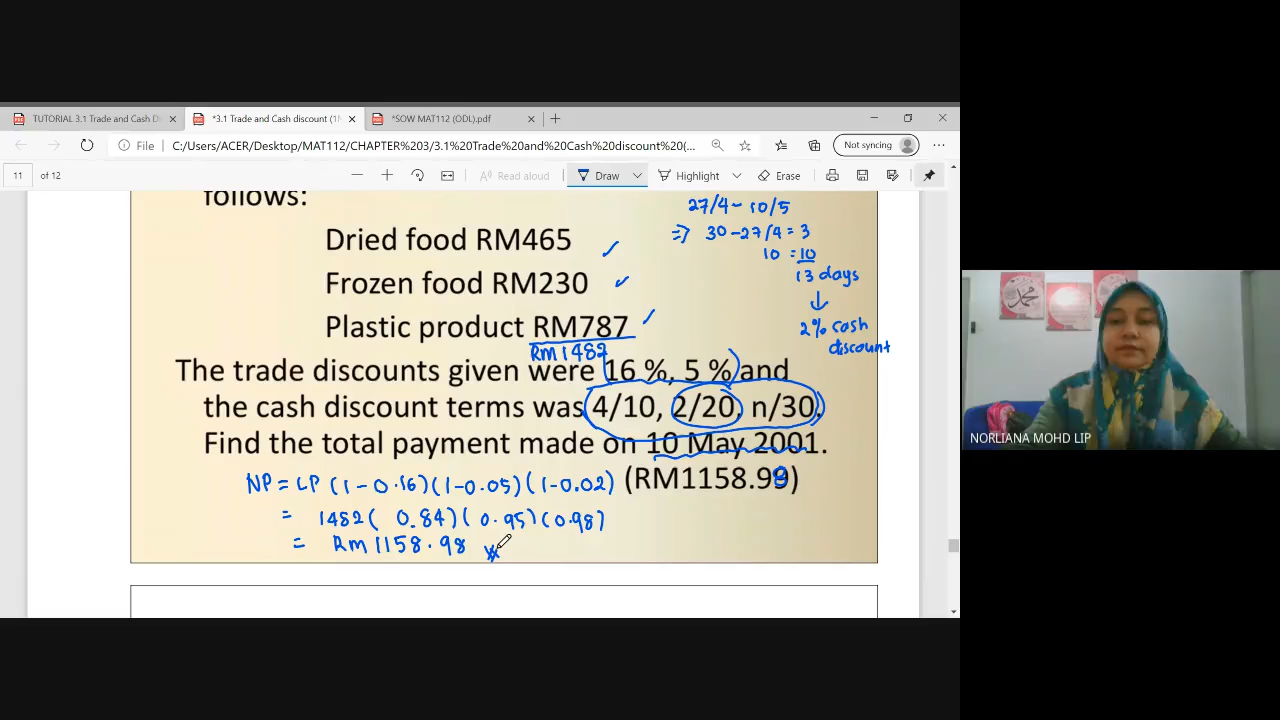 TUTORIAL 3.1 Trade and Cash Di
*3.1 Trade and Cash discount (1M
*SOW MAT112 (ODL).pdf
File C:/Users/ACER/Desktop/MAT112/CHAPTER%203/3.1%20Trade%20and%20Cash%20discount%20(... Not syncing
11 of 12 Read aloud Draw Highlight Erase
follows:
27/4 - 10/5
⇒ 30 - 27/4 = 3
10 = 10
13 days
2% cash
discount
Dried food RM465
Frozen food RM230
Plastic product RM787
RM1482
The trade discounts given were 16 %, 5 % and
the cash discount terms was 4/10, 2/20, n/30.
Find the total payment made on 10 May 2001.
(RM1158.98)
NP = LP (1 - 0.16)(1 - 0.05)(1 - 0.02)
= 1482 ( 0.84)( 0.95)(0.98)
= Rm 1158.98
NORLIANA MOHD LIP